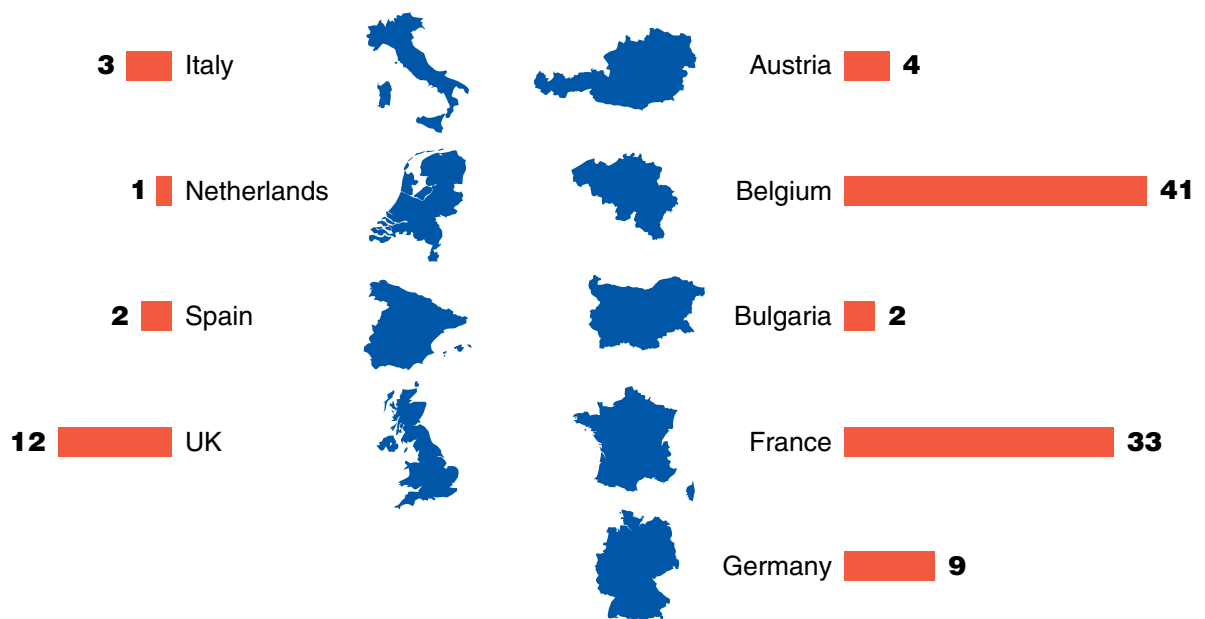 3 Italy
Austria 4
1 Netherlands
Belgium 41
2 Spain
Bulgaria 2
12 UK
France 33
Germany 9